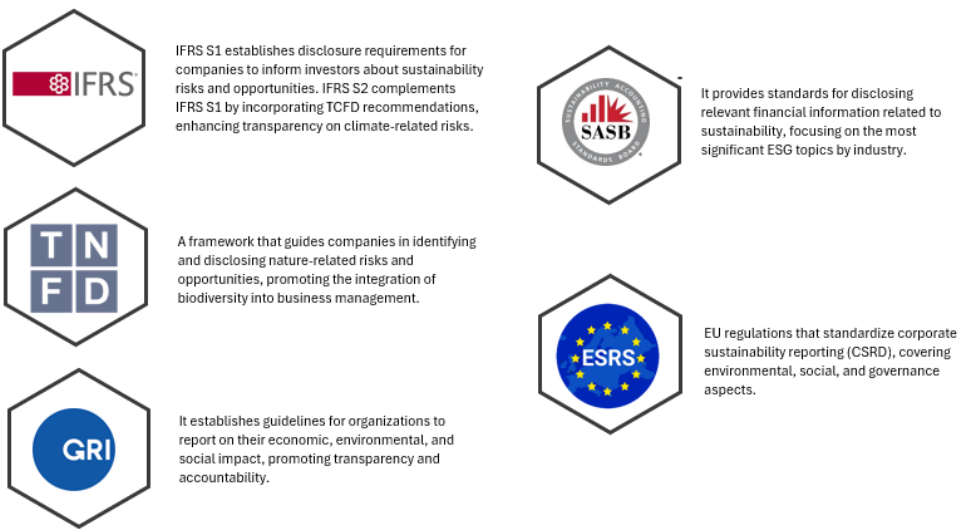 IFRS
IFRS S1 establishes disclosure requirements for
companies to inform investors about sustainability
risks and opportunities. IFRS S2 complements
IFRS S1 by incorporating TCFD recommendations,
enhancing transparency on climate-related risks.
T N
F D
A framework that guides companies in identifying
and disclosing nature-related risks and
opportunities, promoting the integration of
biodiversity into business management.
GRI
It establishes guidelines for organizations to
report on their economic, environmental, and
social impact, promoting transparency and
accountability.
SUSTAINABILITY ACCOUNTING
SASB
STANDARDS BOARD
-
It provides standards for disclosing
relevant financial information related to
sustainability, focusing on the most
significant ESG topics by industry.
ESRS
EU regulations that standardize corporate
sustainability reporting (CSRD), covering
environmental, social, and governance
aspects.